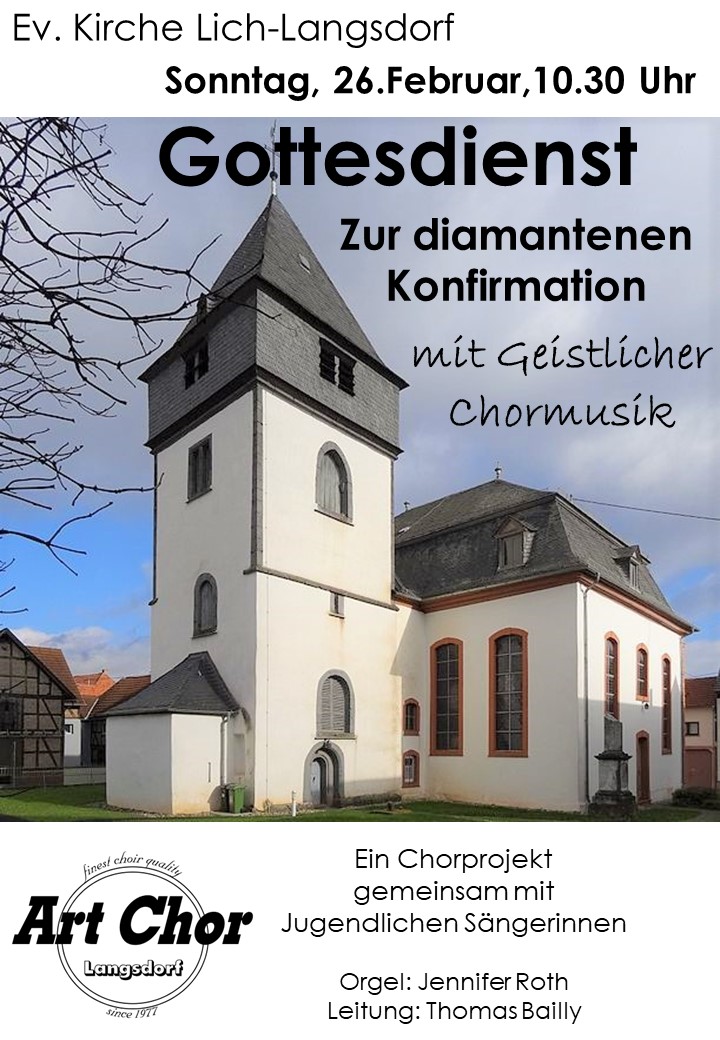 Ev. Kirche Lich-Langsdorf
Sonntag, 26.Februar,10.30 Uhr
Gottesdienst
Zur diamantenen
Konfirmation
mit Geistlicher
Chormusik
finest choir quality
Art Chor
Langsdorf
since 1977
Ein Chorprojekt
gemeinsam mit
Jugendlichen Sängerinnen
Orgel: Jennifer Roth
Leitung: Thomas Bailly